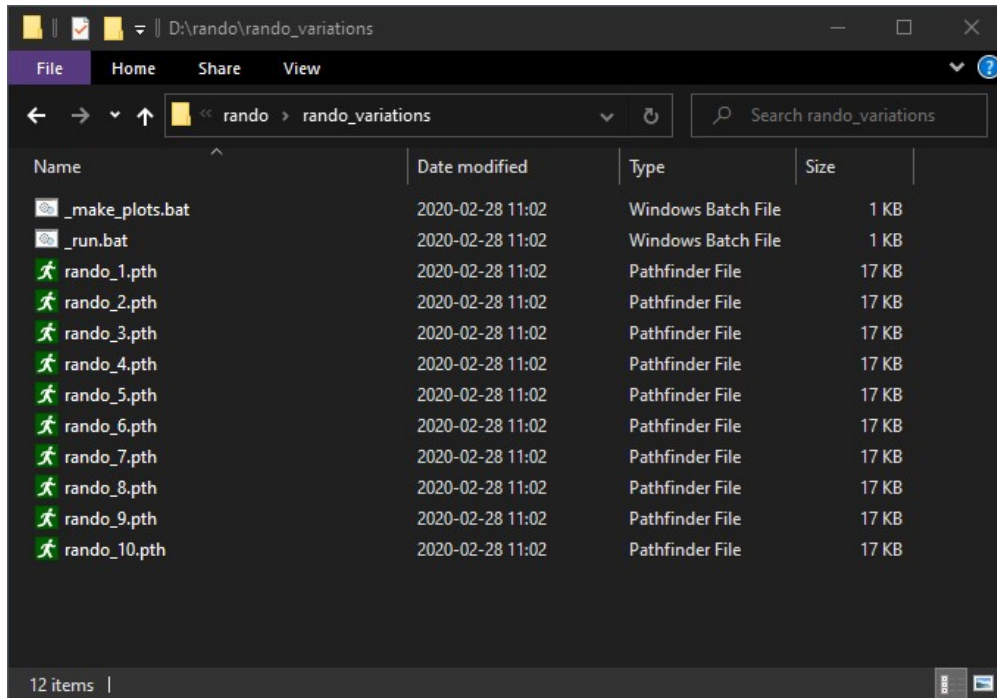 D:\rando\rando_variations
File Home Share View
« rando > rando_variations Search rando_variations
Name Date modified Type Size
_make_plots.bat 2020-02-28 11:02 Windows Batch File 1 KB
_run.bat 2020-02-28 11:02 Windows Batch File 1 KB
rando_1.pth 2020-02-28 11:02 Pathfinder File 17 KB
rando_2.pth 2020-02-28 11:02 Pathfinder File 17 KB
rando_3.pth 2020-02-28 11:02 Pathfinder File 17 KB
rando_4.pth 2020-02-28 11:02 Pathfinder File 17 KB
rando_5.pth 2020-02-28 11:02 Pathfinder File 17 KB
rando_6.pth 2020-02-28 11:02 Pathfinder File 17 KB
rando_7.pth 2020-02-28 11:02 Pathfinder File 17 KB
rando_8.pth 2020-02-28 11:02 Pathfinder File 17 KB
rando_9.pth 2020-02-28 11:02 Pathfinder File 17 KB
rando_10.pth 2020-02-28 11:02 Pathfinder File 17 KB
12 items